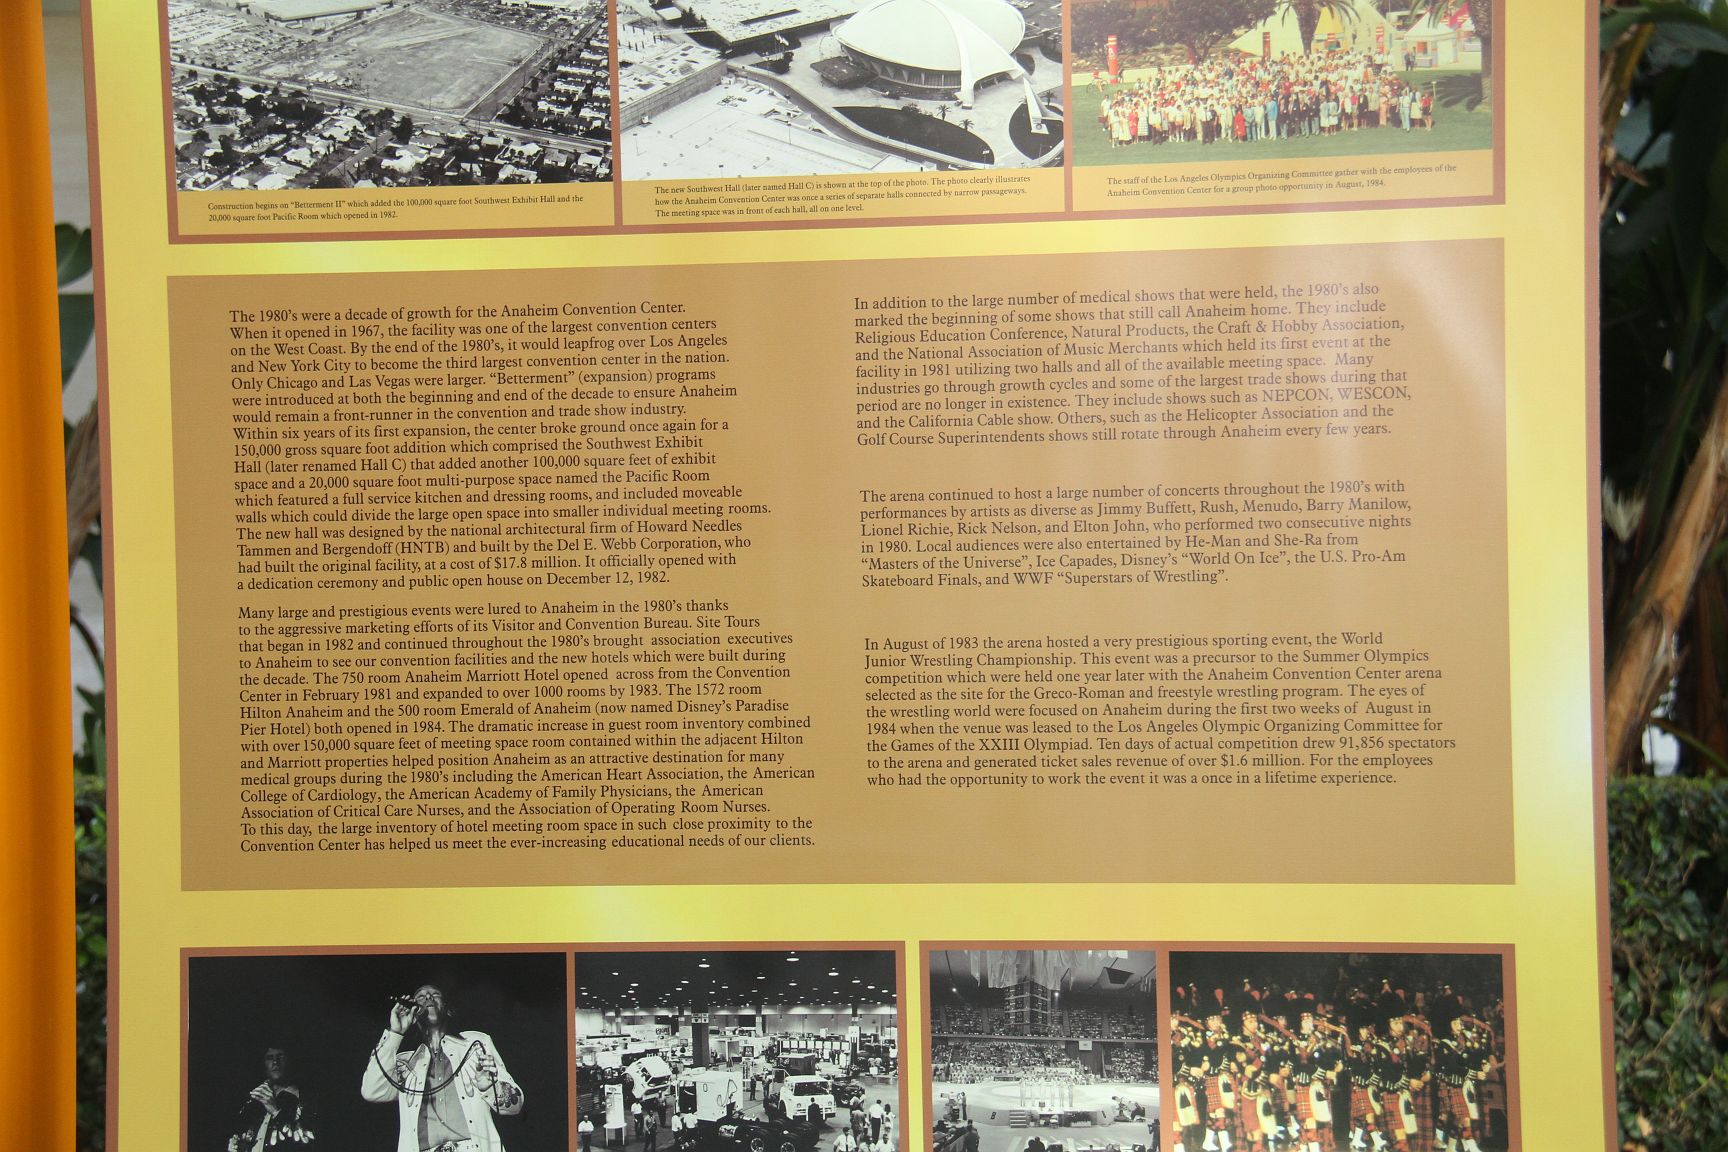 Construction begins on “Betterment II” which added the 100,000 square foot Southwest Exhibit Hall and the
20,000 square foot Pacific Room which opened in 1982.
The new Southwest Hall (later named Hall C) is shown at the top of the photo. The photo clearly illustrates
how the Anaheim Convention Center was once a series of separate halls connected by narrow passageways.
The meeting space was in front of each hall, all on one level.
The staff of the Los Angeles Olympics Organizing Committee gather with the employees of the
Anaheim Convention Center for a group photo opportunity in August, 1984.
The 1980’s were a decade of growth for the Anaheim Convention Center.
When it opened in 1967, the facility was one of the largest convention centers
on the West Coast. By the end of the 1980’s, it would leapfrog over Los Angeles
and New York City to become the third largest convention center in the nation.
Only Chicago and Las Vegas were larger. “Betterment” (expansion) programs
were introduced at both the beginning and end of the decade to ensure Anaheim
would remain a front-runner in the convention and trade show industry.
Within six years of its first expansion, the center broke ground once again for a
150,000 gross square foot addition which comprised the Southwest Exhibit
Hall (later renamed Hall C) that added another 100,000 square feet of exhibit
space and a 20,000 square foot multi-purpose space named the Pacific Room
which featured a full service kitchen and dressing rooms, and included moveable
walls which could divide the large open space into smaller individual meeting rooms.
The new hall was designed by the national architectural firm of Howard Needles
Tammen and Bergendoff (HNTB) and built by the Del E. Webb Corporation, who
had built the original facility, at a cost of $17.8 million. It officially opened with
a dedication ceremony and public open house on December 12, 1982.
Many large and prestigious events were lured to Anaheim in the 1980’s thanks
to the aggressive marketing efforts of its Visitor and Convention Bureau. Site Tours
that began in 1982 and continued throughout the 1980’s brought association executives
to Anaheim to see our convention facilities and the new hotels which were built during
the decade. The 750 room Anaheim Marriott Hotel opened across from the Convention
Center in February 1981 and expanded to over 1000 rooms by 1983. The 1572 room
Hilton Anaheim and the 500 room Emerald of Anaheim (now named Disney’s Paradise
Pier Hotel) both opened in 1984. The dramatic increase in guest room inventory combined
with over 150,000 square feet of meeting space room contained within the adjacent Hilton
and Marriott properties helped position Anaheim as an attractive destination for many
medical groups during the 1980’s including the American Heart Association, the American
College of Cardiology, the American Academy of Family Physicians, the American
Association of Critical Care Nurses, and the Association of Operating Room Nurses.
To this day, the large inventory of hotel meeting room space in such close proximity to the
Convention Center has helped us meet the ever-increasing educational needs of our clients.
In addition to the large number of medical shows that were held, the 1980’s also
marked the beginning of some shows that still call Anaheim home. They include
Religious Education Conference, Natural Products, the Craft & Hobby Association,
and the National Association of Music Merchants which held its first event at the
facility in 1981 utilizing two halls and all of the available meeting space. Many
industries go through growth cycles and some of the largest trade shows during that
period are no longer in existence. They include shows such as NEPCON, WESCON,
and the California Cable show. Others, such as the Helicopter Association and the
Golf Course Superintendents shows still rotate through Anaheim every few years.
The arena continued to host a large number of concerts throughout the 1980’s with
performances by artists as diverse as Jimmy Buffett, Rush, Menudo, Barry Manilow,
Lionel Richie, Rick Nelson, and Elton John, who performed two consecutive nights
in 1980. Local audiences were also entertained by He-Man and She-Ra from
“Masters of the Universe”, Ice Capades, Disney’s “World On Ice”, the U.S. Pro-Am
Skateboard Finals, and WWF “Superstars of Wrestling”.
In August of 1983 the arena hosted a very prestigious sporting event, the World
Junior Wrestling Championship. This event was a precursor to the Summer Olympics
competition which were held one year later with the Anaheim Convention Center arena
selected as the site for the Greco-Roman and freestyle wrestling program. The eyes of
the wrestling world were focused on Anaheim during the first two weeks of August in
1984 when the venue was leased to the Los Angeles Olympic Organizing Committee for
the Games of the XXIII Olympiad. Ten days of actual competition drew 91,856 spectators
to the arena and generated ticket sales revenue of over $1.6 million. For the employees
who had the opportunity to work the event it was a once in a lifetime experience.